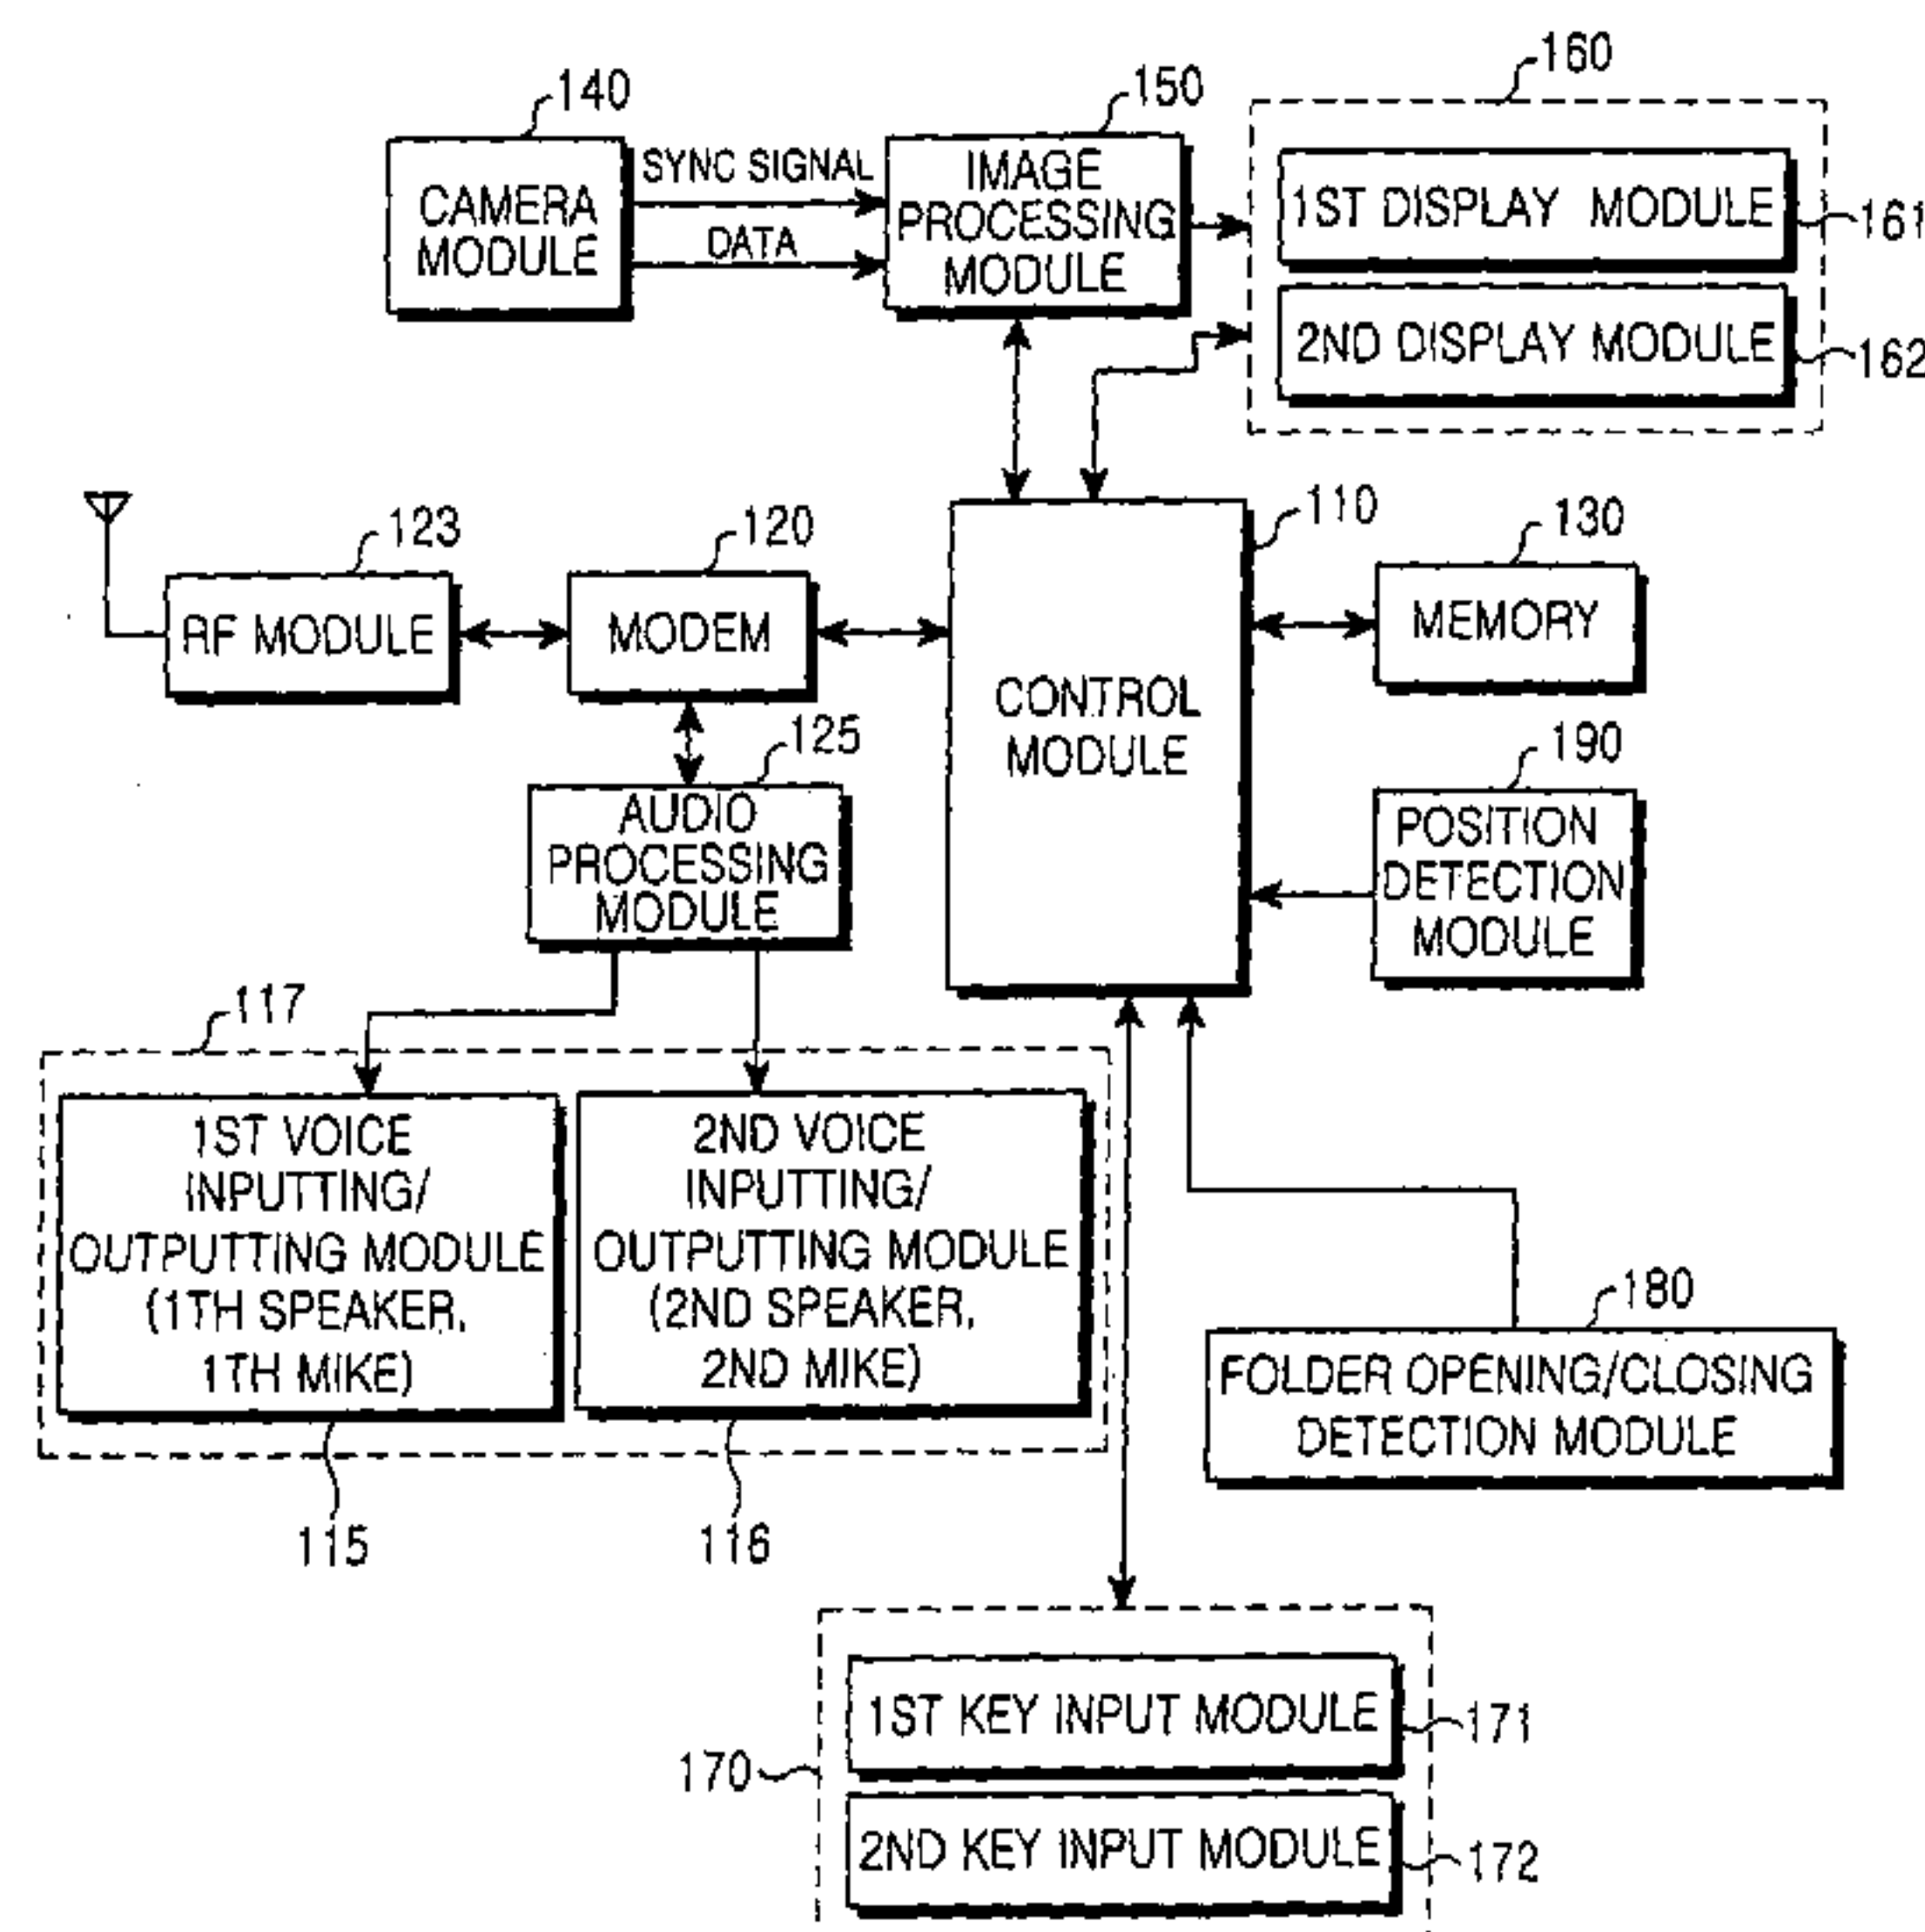 160
140
150
SYNC SIGNAL
IMAGE
PROCESSING
MODULE
CAMERA
MODULE
DATA
1ST DISPLAY MODULE
161
2ND DISPLAY MODULE
162
110
123
120
130
RF MODULE
MODEM
MEMORY
CONTROL
MODULE
125
190
AUDIO
PROCESSING
MODULE
POSITION
DETECTION
MODULE
117
1ST VOICE
INPUTTING/
OUTPUTTING MODULE
(1TH SPEAKER,
1TH MIKE)
2ND VOICE
INPUTTING/
OUTPUTTING MODULE
(2ND SPEAKER,
2ND MIKE)
180
FOLDER OPENING/CLOSING
DETECTION MODULE
115
116
1ST KEY INPUT MODULE
171
170
2ND KEY INPUT MODULE
172